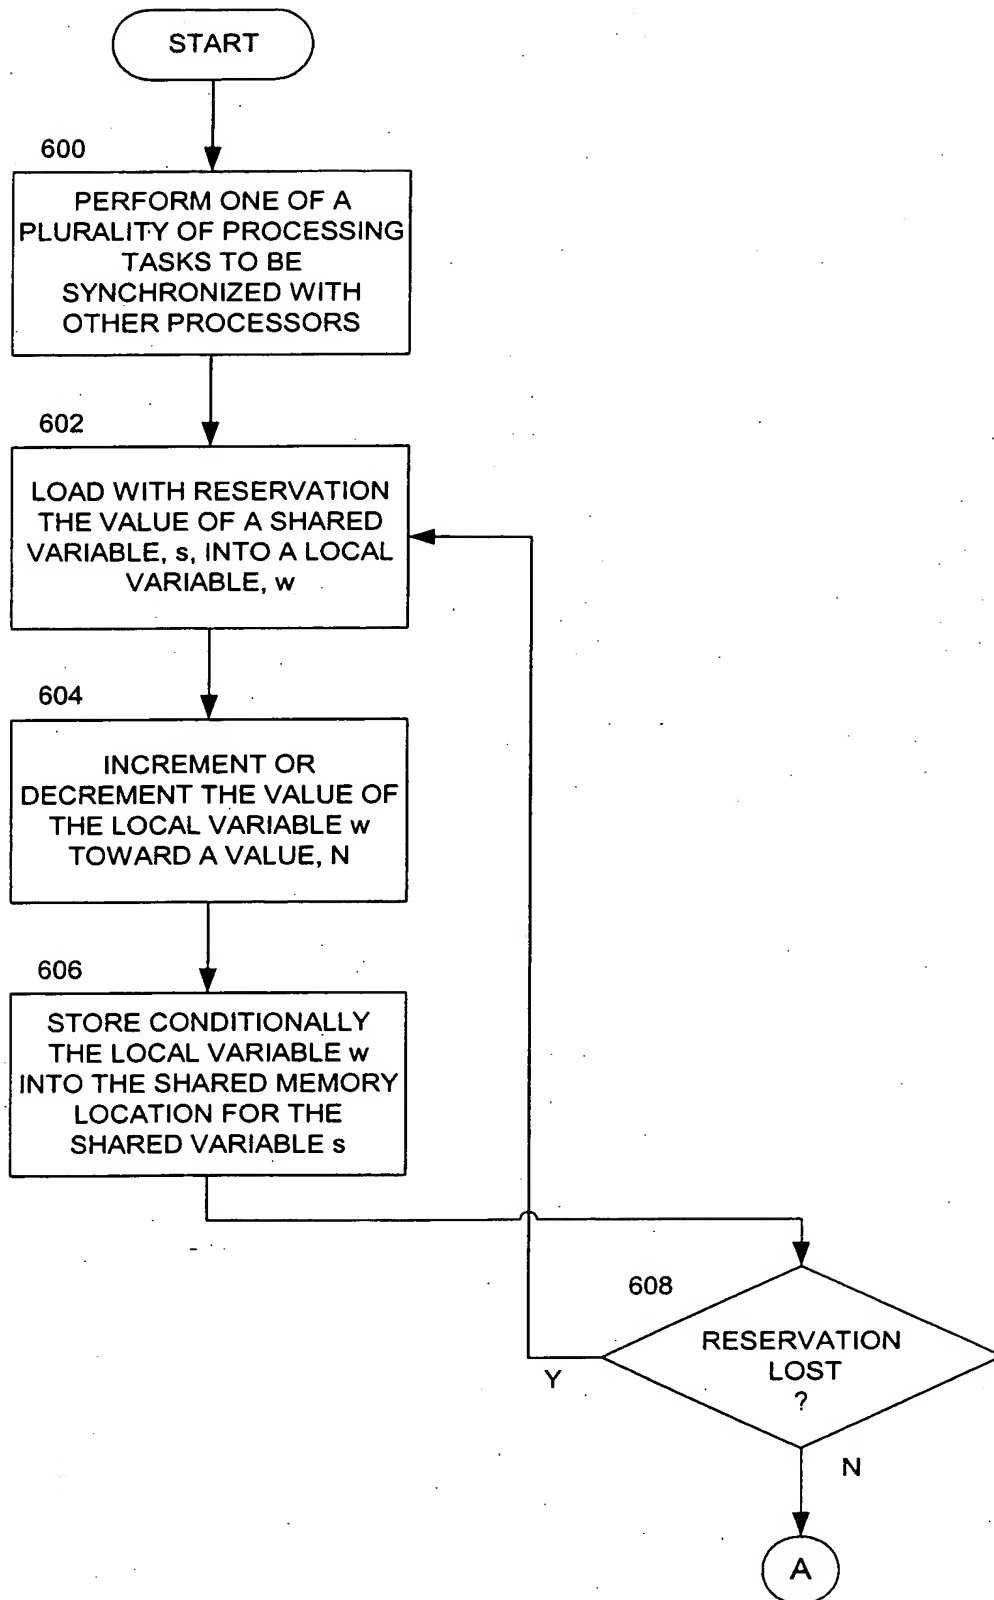 START
600
PERFORM ONE OF A
PLURALITY OF PROCESSING
TASKS TO BE
SYNCHRONIZED WITH
OTHER PROCESSORS
602
LOAD WITH RESERVATION
THE VALUE OF A SHARED
VARIABLE, s, INTO A LOCAL
VARIABLE, w
604
INCREMENT OR
DECREMENT THE VALUE OF
THE LOCAL VARIABLE w
TOWARD A VALUE, N
606
STORE CONDITIONALLY
THE LOCAL VARIABLE w
INTO THE SHARED MEMORY
LOCATION FOR THE
SHARED VARIABLE s
608
RESERVATION
LOST
?
Y
N
A